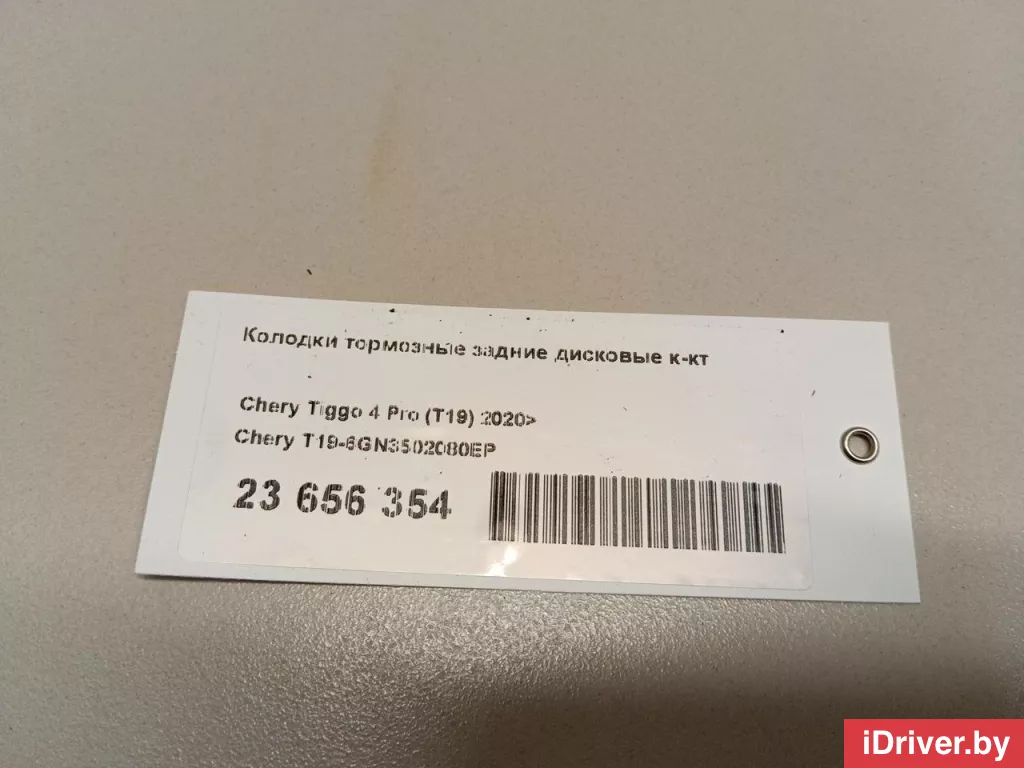 Колодки тормозные задние дисковые к-кт
Chery Tiggo 4 Pro (T19) 2020>
Chery T19-6GN3502080EP
23 656 354
iDriver.by